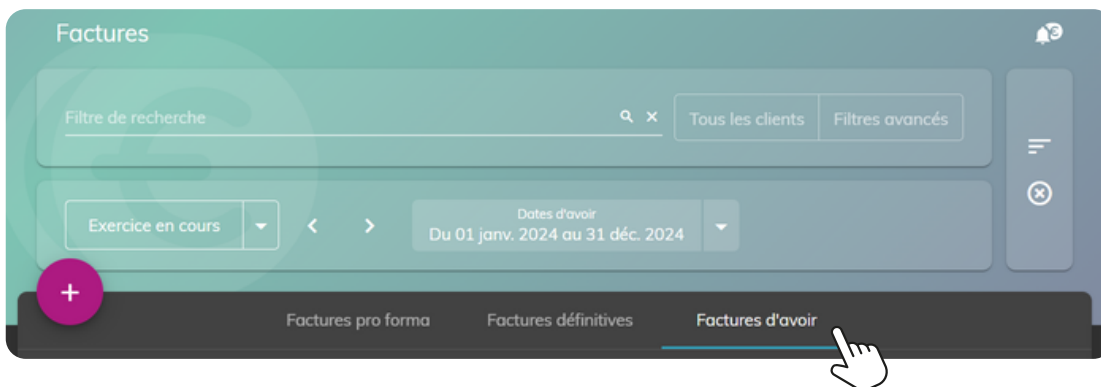 Factures
Filtre de recherche
Tous les clients
Filtres avancés
Exercice en cours
Dates d'avoir
Du 01 janv. 2024 au 31 déc. 2024
Factures pro forma
Factures définitives
Factures d'avoir